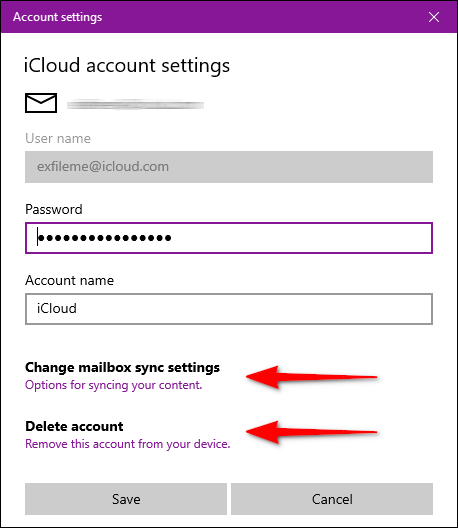 Account settings
iCloud account settings
User name
exfileme@icloud.com
Password
••••••••••••••••
Account name
iCloud
Change mailbox sync settings
Options for syncing your content.
Delete account
Remove this account from your device.
Save
Cancel